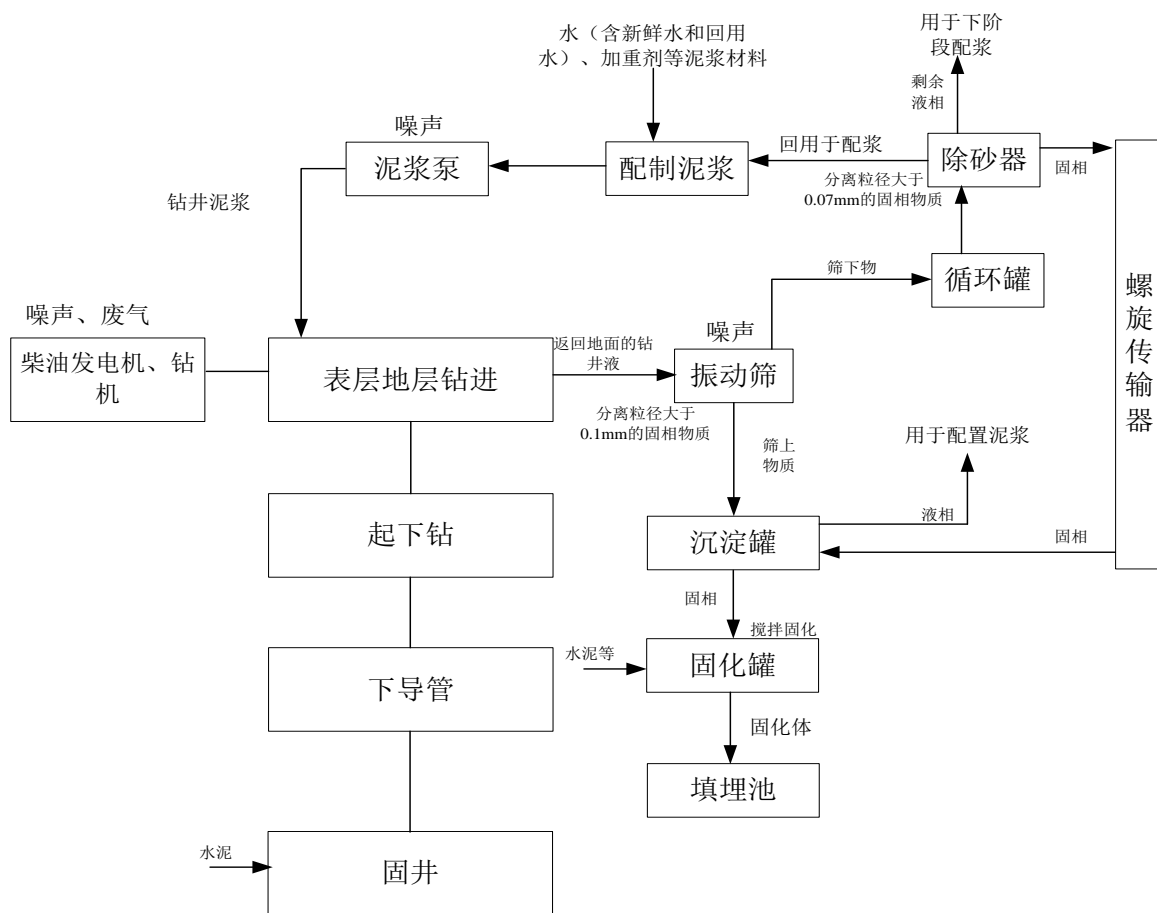 水（含新鲜水和回用
水）、加重剂等泥浆材料
用于下阶
段配浆
剩余
液相
噪声
泥浆泵
配制泥浆
回用于配浆
除砂器
固相
分离粒径大于
0.07mm的固相物质
钻井泥浆
筛下物
循环罐
螺旋传输器
噪声、废气
柴油发电机、钻
机
表层地层钻进
返回地面的钻
井液
噪声
振动筛
分离粒径大于
0.1mm的固相物质
筛上
物质
用于配置泥浆
起下钻
沉淀罐
液相
固相
固相
搅拌固化
水泥等
固化罐
下导管
固化体
填埋池
水泥
固井